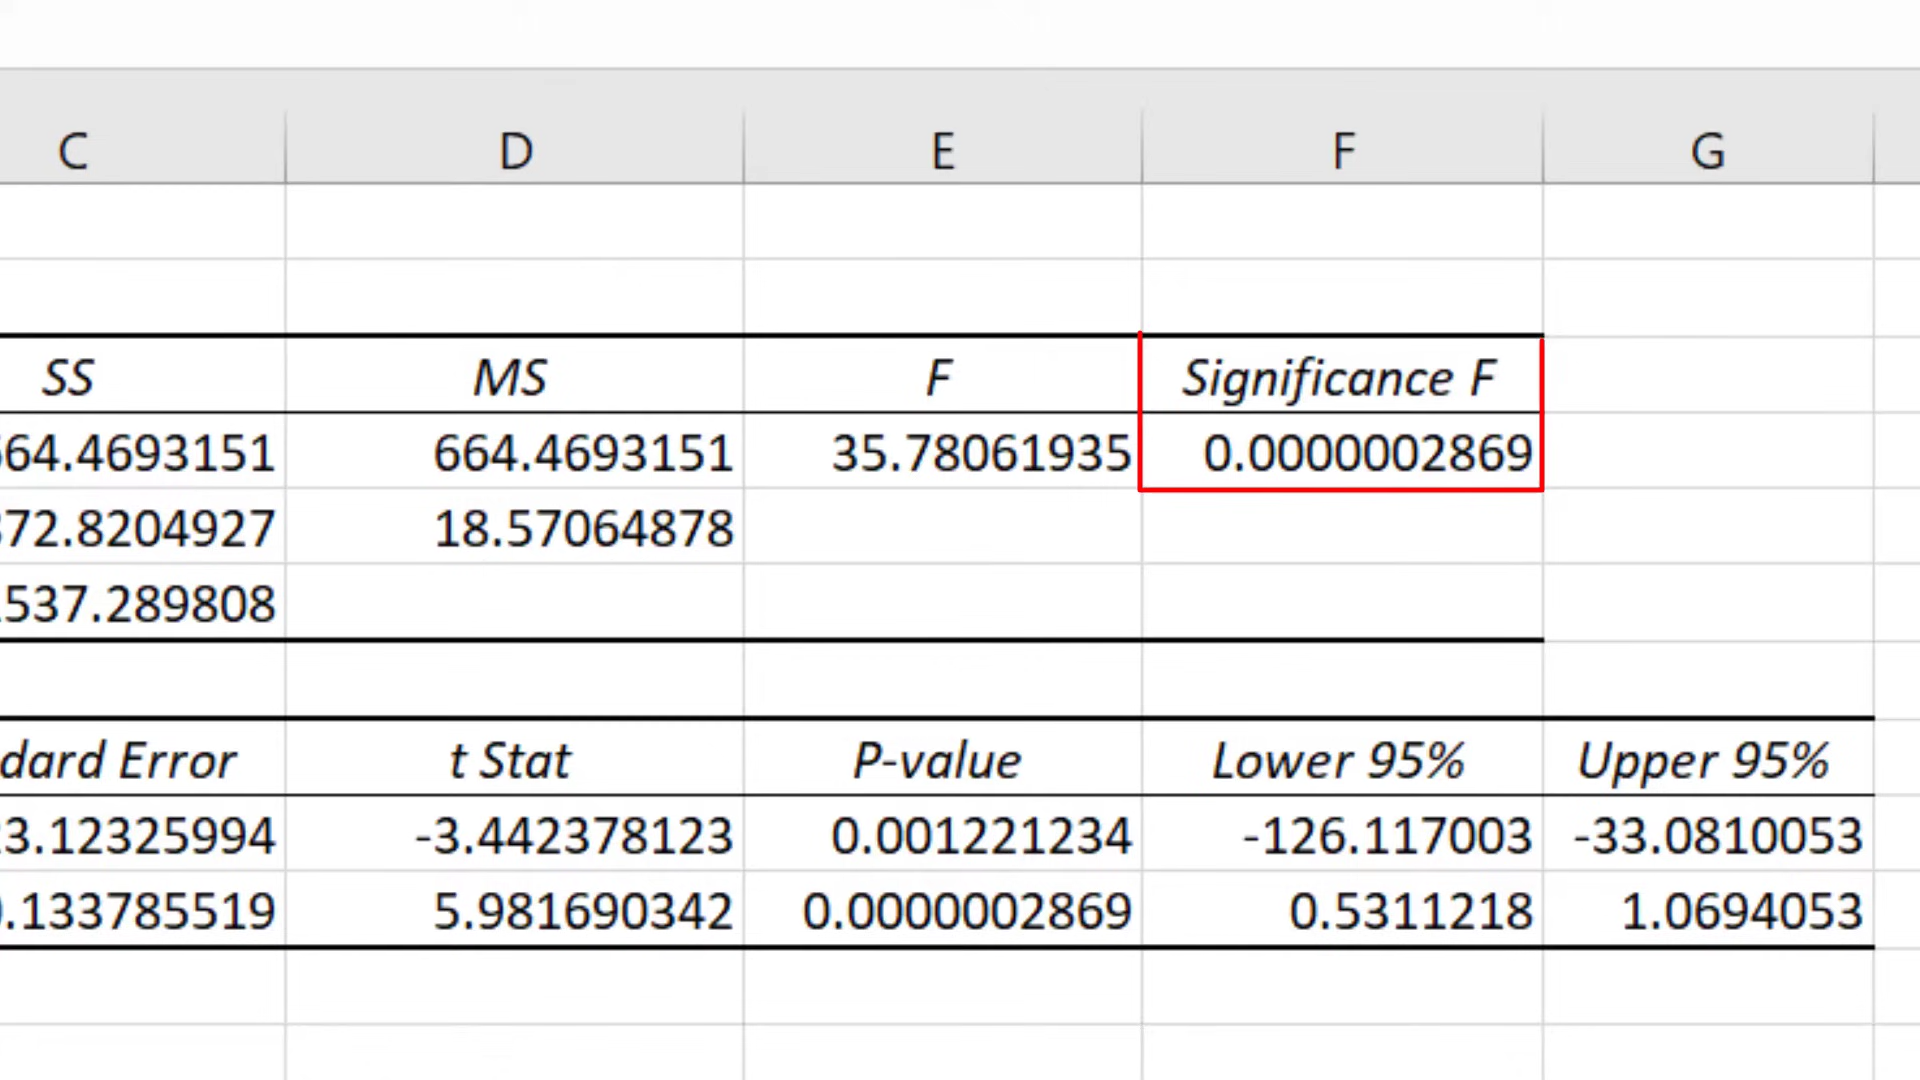 C D E F G
SS MS F Significance F
64.4693151 664.4693151 35.78061935 0.0000002869
72.8204927 18.57064878
537.289808
dard Error t Stat P-value Lower 95% Upper 95%
3.12325994 -3.442378123 0.001221234 -126.117003 -33.0810053
.133785519 5.981690342 0.0000002869 0.5311218 1.0694053